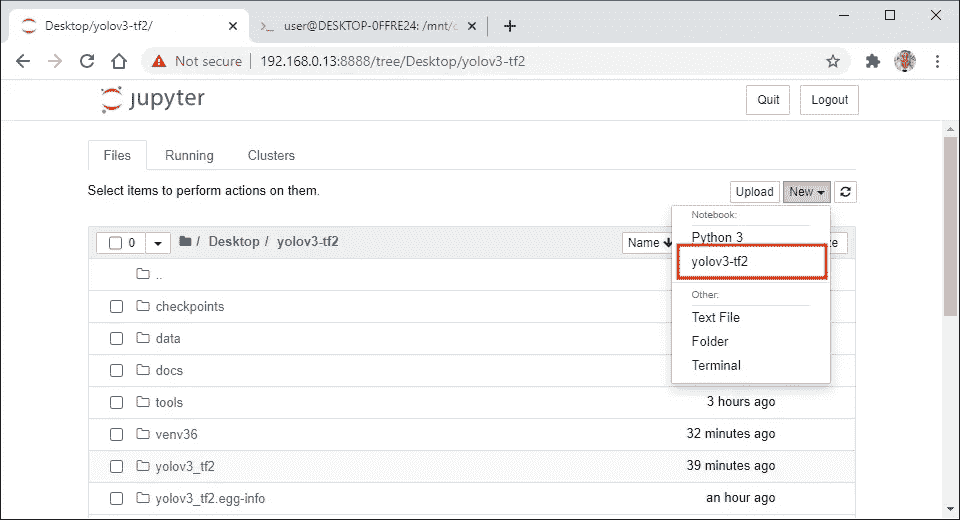 Desktop/yolov3-tf2/
user@DESKTOP-0FFRE24: /mnt/
Not secure | 192.168.0.13:8888/tree/Desktop/yolov3-tf2
jupyter Quit Logout
Files Running Clusters
Select items to perform actions on them. Upload New
Notebook:
0 / Desktop / yolov3-tf2 Name Python 3
yolov3-tf2
..
Other:
checkpoints
Text File
data
Folder
docs
Terminal
tools 3 hours ago
venv36 32 minutes ago
yolov3_tf2 39 minutes ago
yolov3_tf2.egg-info an hour ago